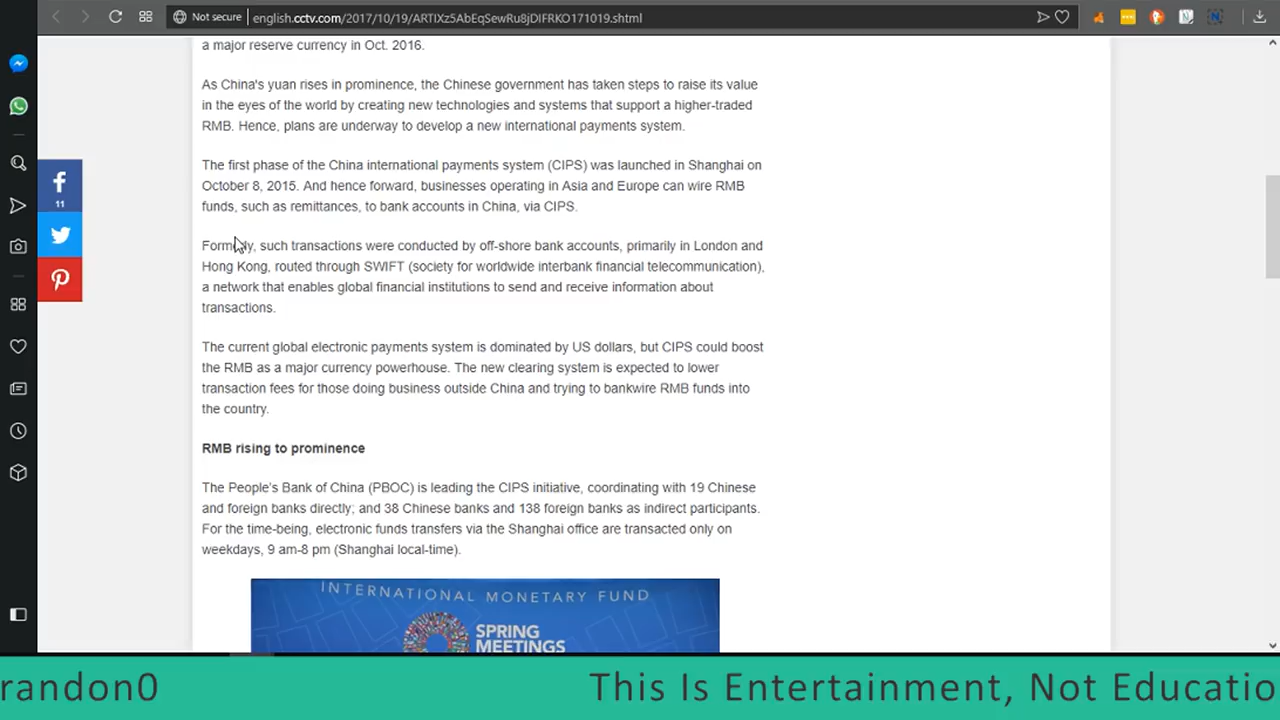 Not secure
english.cctv.com/2017/10/19/ARTIXz5AbEqSewRu8jDIFRKO171019.shtml
a major reserve currency in Oct. 2016.
As China's yuan rises in prominence, the Chinese government has taken steps to raise its value
in the eyes of the world by creating new technologies and systems that support a higher-traded
RMB. Hence, plans are underway to develop a new international payments system.
The first phase of the China international payments system (CIPS) was launched in Shanghai on
October 8, 2015. And hence forward, businesses operating in Asia and Europe can wire RMB
funds, such as remittances, to bank accounts in China, via CIPS.
11
Formerly, such transactions were conducted by off-shore bank accounts, primarily in London and
Hong Kong, routed through SWIFT (society for worldwide interbank financial telecommunication),
a network that enables global financial institutions to send and receive information about
transactions.
The current global electronic payments system is dominated by US dollars, but CIPS could boost
the RMB as a major currency powerhouse. The new clearing system is expected to lower
transaction fees for those doing business outside China and trying to bankwire RMB funds into
the country.
RMB rising to prominence
The People's Bank of China (PBOC) is leading the CIPS initiative, coordinating with 19 Chinese
and foreign banks directly; and 38 Chinese banks and 138 foreign banks as indirect participants.
For the time-being, electronic funds transfers via the Shanghai office are transacted only on
weekdays, 9 am-8 pm (Shanghai local-time).
INTERNATIONAL MONETARY FUND
SPRING
MEETINGS
randon0
This Is Entertainment, Not Educatio